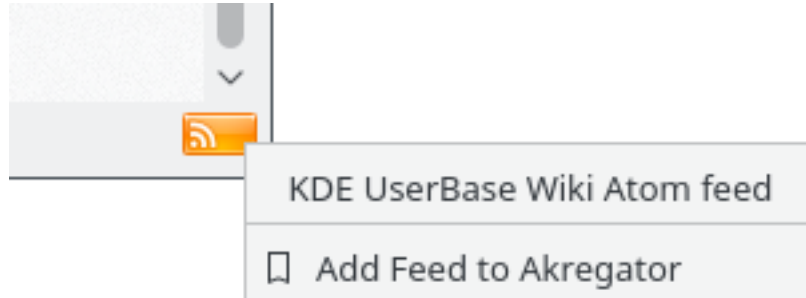 KDE UserBase Wiki Atom feed
Add Feed to Akregator